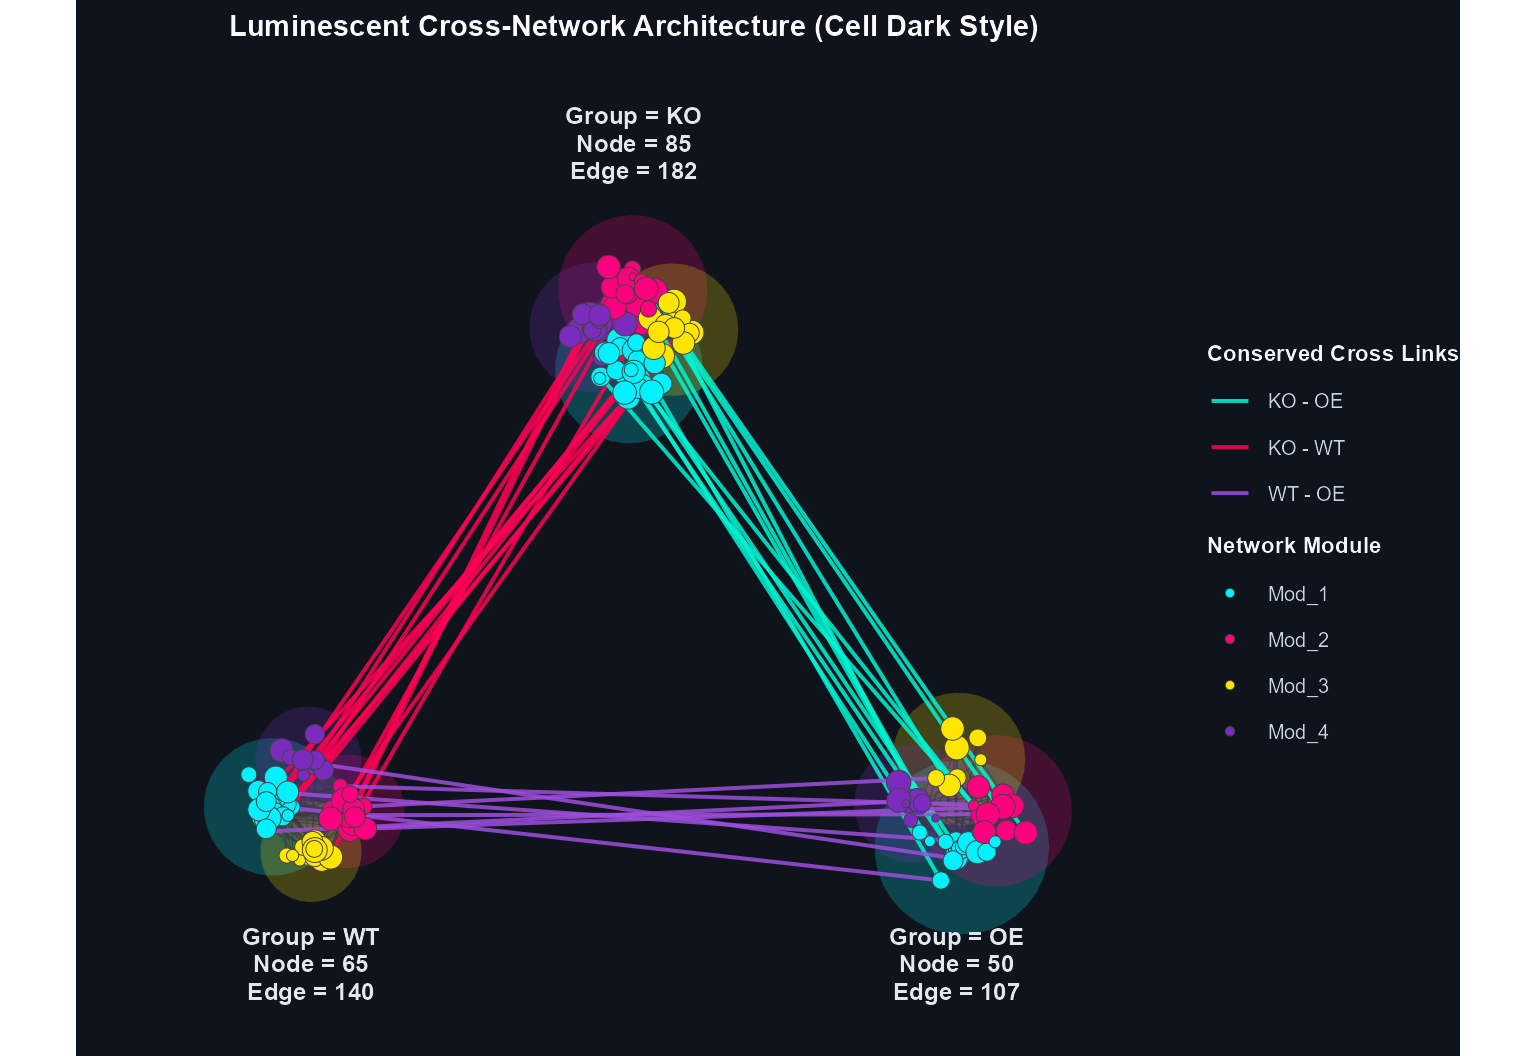 Luminescent Cross-Network Architecture (Cell Dark Style)
Group = KO
Node = 85
Edge = 182
Conserved Cross Links
KO - OE
KO - WT
WT - OE
Network Module
Mod_1
Mod_2
Mod_3
Mod_4
Group = WT
Node = 65
Edge = 140
Group = OE
Node = 50
Edge = 107